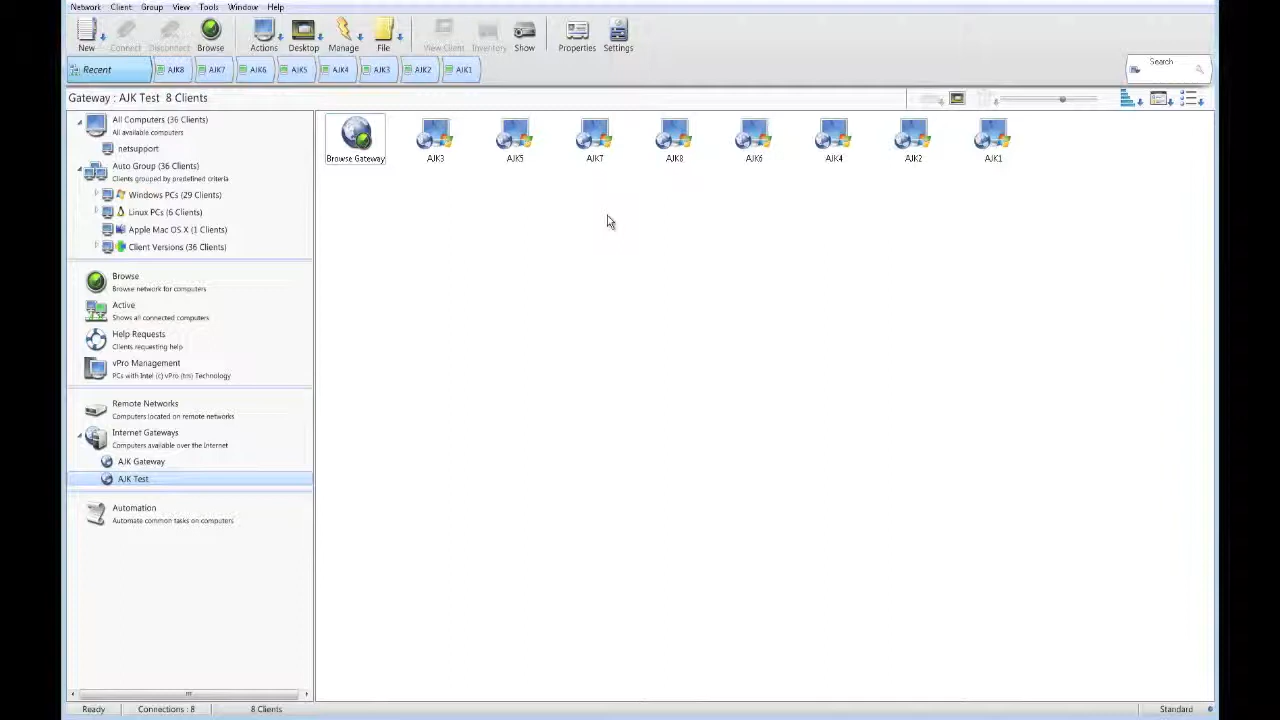 Network Client Group View Tools Window Help
New Connect Disconnect Browse Actions Desktop Manage File View Client Inventory Show Properties Settings
Recent AJK8 AJK7 AJK6 AJK5 AJK4 AJK3 AJK2 AJK1 Search
Gateway : AJK Test 8 Clients
All Computers (36 Clients)
All available computers
netsupport
Auto Group (36 Clients)
Clients grouped by predefined criteria
Windows PCs (29 Clients)
Linux PCs (6 Clients)
Apple Mac OS X (1 Clients)
Client Versions (36 Clients)
Browse
Browse network for computers
Active
Shows all connected computers
Help Requests
Clients requesting help
vPro Management
PCs with Intel (c) vPro (tm) Technology
Remote Networks
Computers located on remote networks
Internet Gateways
Computers available over the Internet
AJK Gateway
AJK Test
Automation
Automate common tasks on computers
Browse Gateway AJK3 AJK5 AJK7 AJK8 AJK6 AJK4 AJK2 AJK1
Ready Connections : 8 8 Clients Standard